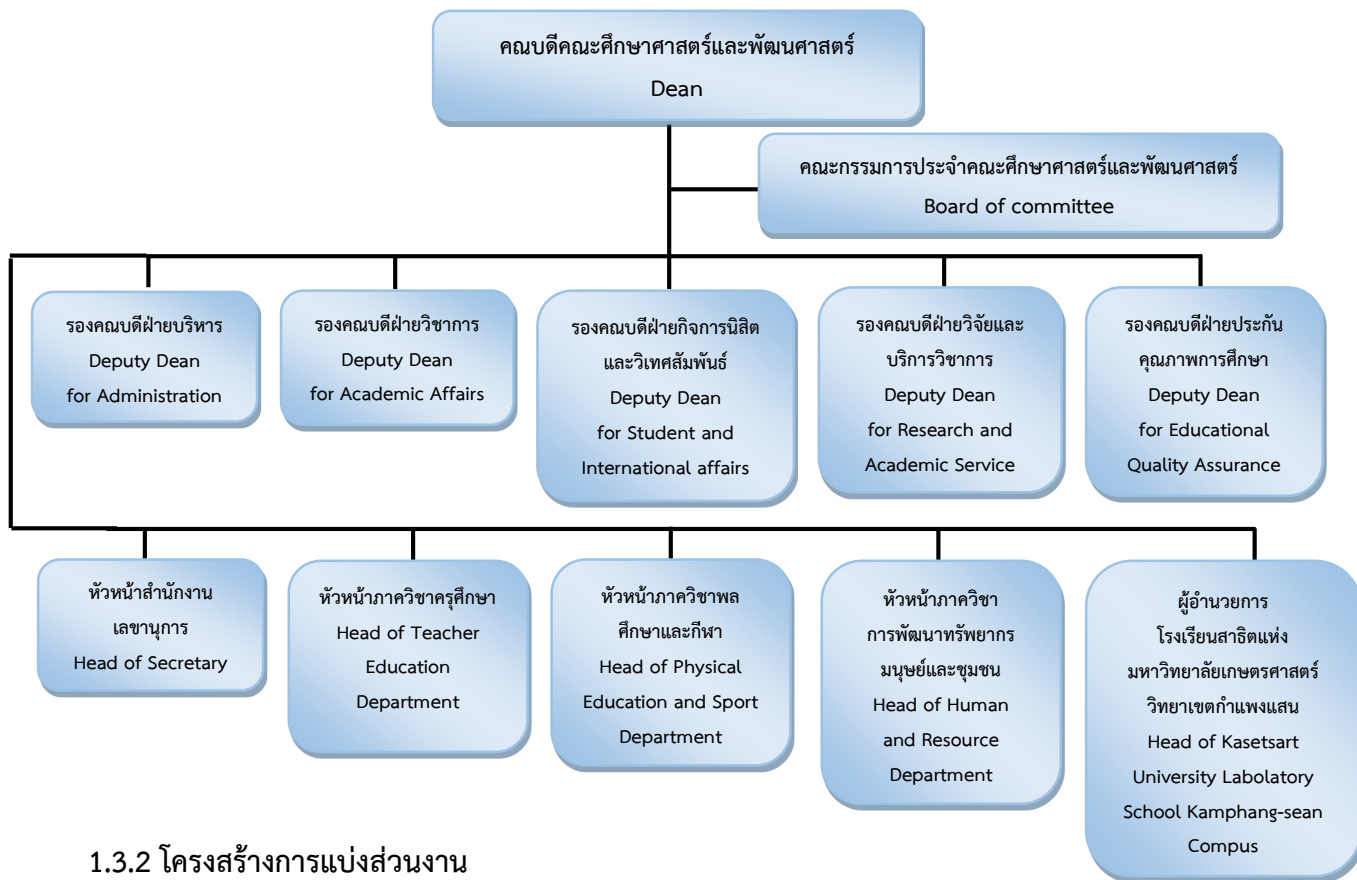 คณบดีคณะศึกษาศาสตร์และพัฒนศาสตร์
Dean
คณะกรรมการประจำคณะศึกษาศาสตร์และพัฒนศาสตร์
Board of committee
รองคณบดีฝ่ายบริหาร
Deputy Dean
for Administration
รองคณบดีฝ่ายวิชาการ
Deputy Dean
for Academic Affairs
รองคณบดีฝ่ายกิจการนิสิต
และวิเทศสัมพันธ์
Deputy Dean
for Student and
International affairs
รองคณบดีฝ่ายวิจัยและ
บริการวิชาการ
Deputy Dean
for Research and
Academic Service
รองคณบดีฝ่ายประกัน
คุณภาพการศึกษา
Deputy Dean
for Educational
Quality Assurance
หัวหน้าสำนักงาน
เลขานุการ
Head of Secretary
หัวหน้าภาควิชาครุศึกษา
Head of Teacher
Education
Department
หัวหน้าภาควิชาพล
ศึกษาและกีฬา
Head of Physical
Education and Sport
Department
หัวหน้าภาควิชา
การพัฒนาทรัพยากร
มนุษย์และชุมชน
Head of Human
and Resource
Department
ผู้อำนวยการ
โรงเรียนสาธิตแห่ง
มหาวิทยาลัยเกษตรศาสตร์
วิทยาเขตกำแพงแสน
Head of Kasetsart
University Labolatory
School Kamphang-sean
Compus
1.3.2 โครงสร้างการแบ่งส่วนงาน